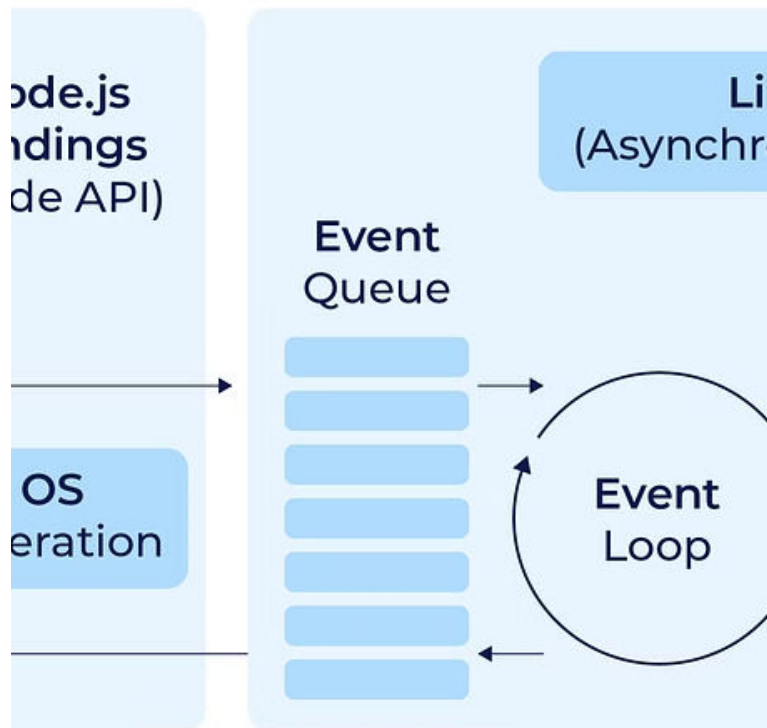 ode.js
ndings
de API)
OS
eration
Li
(Asynchr
Event
Queue
Event
Loop